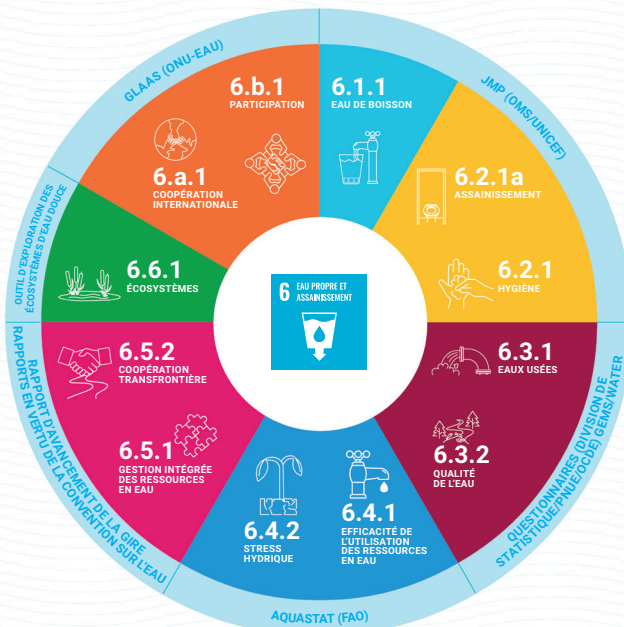 GLAAS (ONU-EAU)
JMP (OMS/UNICEF)
6.b.1
PARTICIPATION
6.1.1
EAU DE BOISSON
6.a.1
COOPÉRATION
INTERNATIONALE
6.2.1a
ASSAINISSEMENT
OUTIL D'EXPLORATION DES
ÉCOSYSTÈMES D'EAU DOUCE
6.6.1
ÉCOSYSTÈMES
6.2.1
HYGIÈNE
6 EAU PROPRE ET
ASSAINISSEMENT
6.5.2
COOPÉRATION
TRANSFRONTIÈRE
6.3.1
EAUX USÉES
6.5.1
GESTION INTÉGRÉE
DES RESSOURCES
EN EAU
6.3.2
QUALITÉ
DE L'EAU
6.4.2
STRESS
HYDRIQUE
6.4.1
EFFICACITÉ DE
L'UTILISATION
DES RESSOURCES
EN EAU
RAPPORT D'AVANCEMENT DE LA GIRE
RAPPORTS EN VERTU DE LA CONVENTION SUR L'EAU
QUESTIONNAIRES (DIVISION DE
STATISTIQUE/PNUE/OCDE) GEMS/WATER
AQUASTAT (FAO)